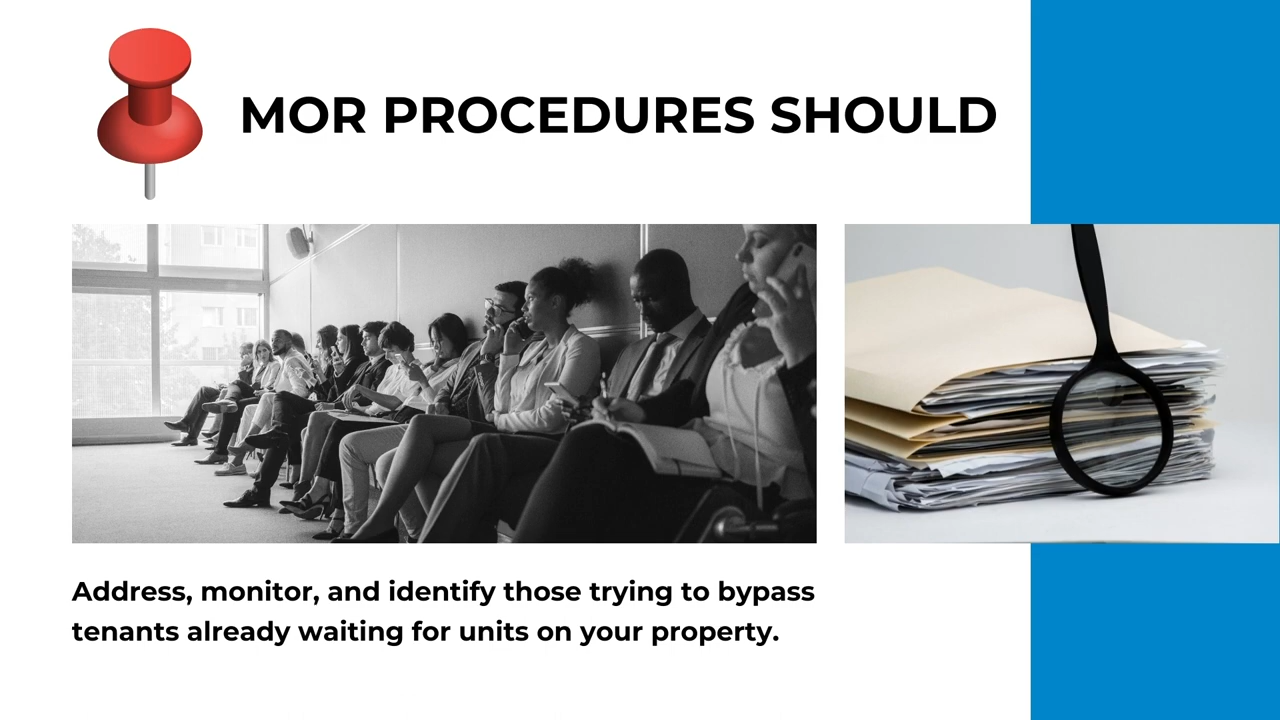 MOR PROCEDURES SHOULD
Address, monitor, and identify those trying to bypass
tenants already waiting for units on your property.